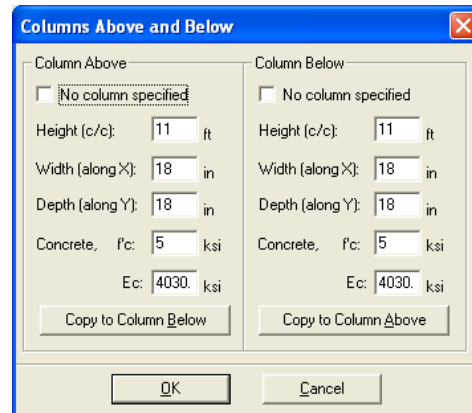 Columns Above and Below
Column Above
No column specified
Height (c/c): 11 ft
Width (along X): 18 in
Depth (along Y): 18 in
Concrete, f'c: 5 ksi
Ec: 4030. ksi
Copy to Column Below
Column Below
No column specified
Height (c/c): 11 ft
Width (along X): 18 in
Depth (along Y): 18 in
Concrete, f'c: 5 ksi
Ec: 4030. ksi
Copy to Column Above
OK
Cancel